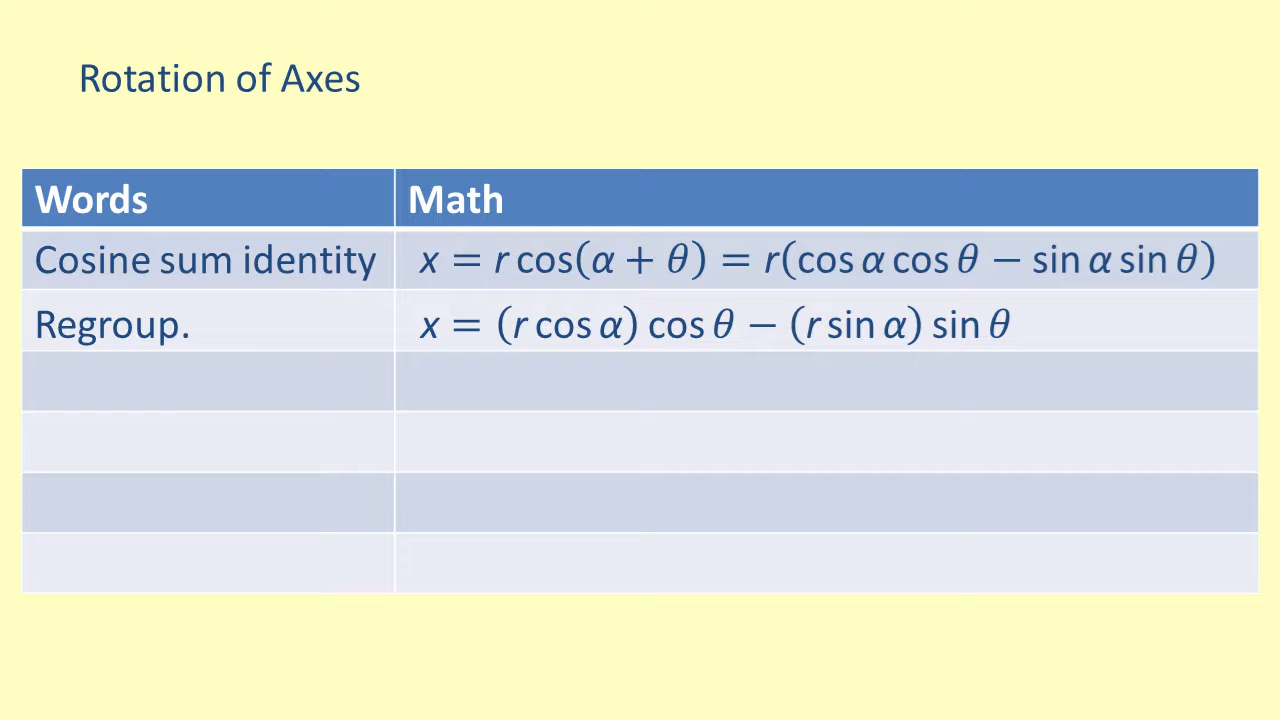 Rotation of Axes
Words Math
Cosine sum identity x = r cos(α + θ) = r(cos α cos θ − sin α sin θ)
Regroup. x = (r cos α) cos θ − (r sin α) sin θ